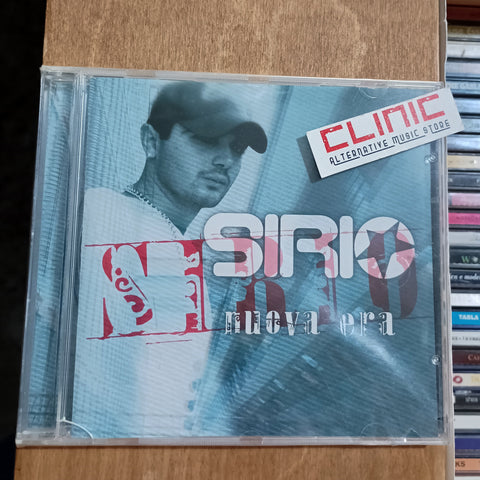 CLINIC
ALTERNATIVE MUSIC STORE
SIRIO
nuova era
TABLA